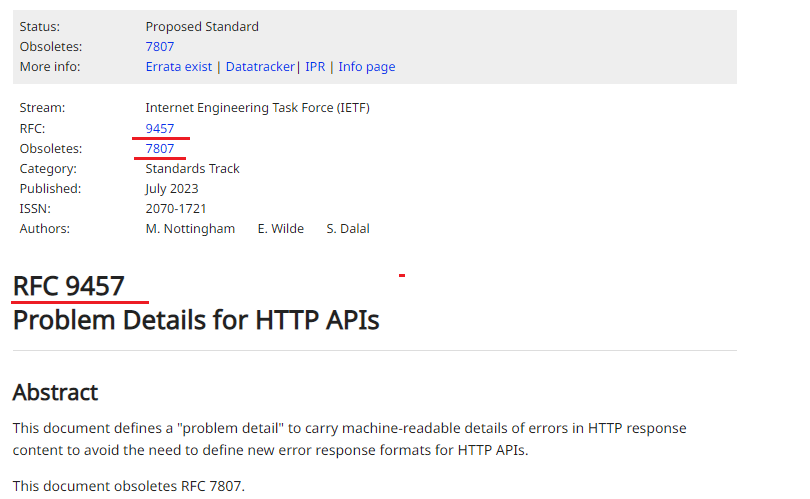 Status: Proposed Standard
Obsoletes: 7807
More info: Errata exist | Datatracker| IPR | Info page
Stream: Internet Engineering Task Force (IETF)
RFC: 9457
Obsoletes: 7807
Category: Standards Track
Published: July 2023
ISSN: 2070-1721
Authors: M. Nottingham E. Wilde S. Dalal
RFC 9457
Problem Details for HTTP APIs
Abstract
This document defines a "problem detail" to carry machine-readable details of errors in HTTP response
content to avoid the need to define new error response formats for HTTP APIs.
This document obsoletes RFC 7807.